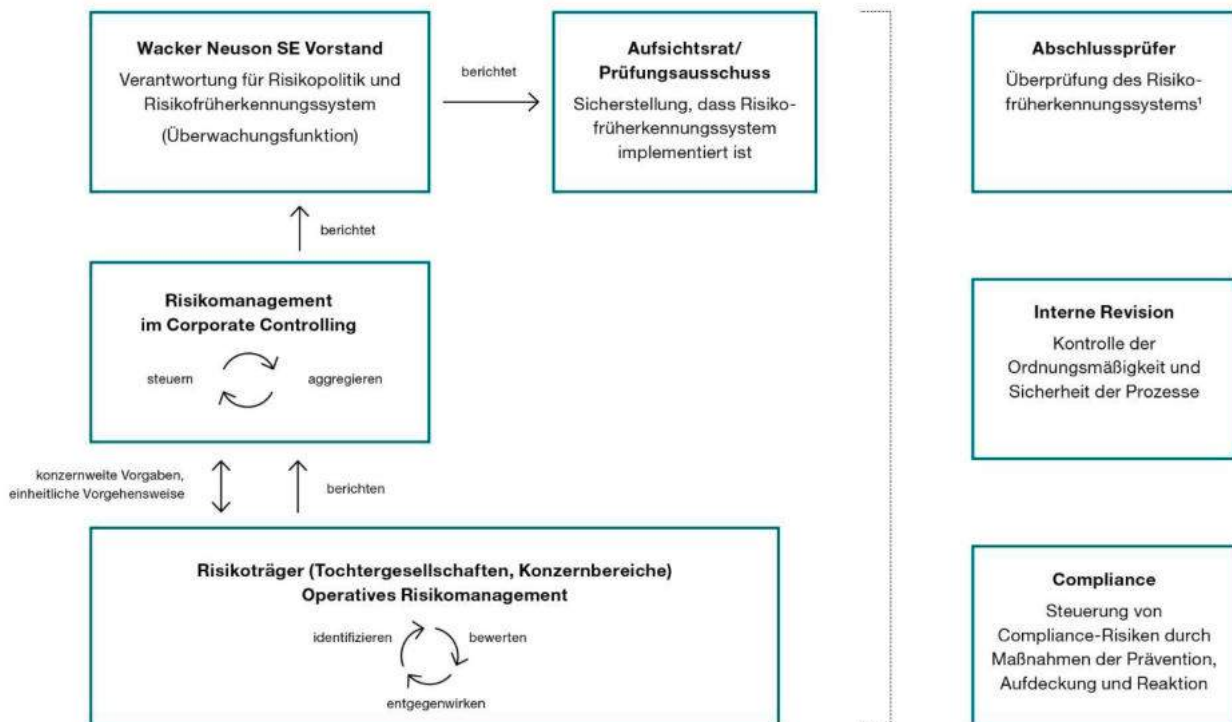 Wacker Neuson SE Vorstand
Verantwortung für Risikopolitik und
Risikofrüherkennungssystem
(Überwachungsfunktion)
berichtet
Aufsichtsrat/
Prüfungsausschuss
Sicherstellung, dass Risiko-
früherkennungssystem
implementiert ist
Abschlussprüfer
Überprüfung des Risiko-
früherkennungssystems¹
berichtet
Risikomanagement
im Corporate Controlling
steuern
aggregieren
Interne Revision
Kontrolle der
Ordnungsmäßigkeit und
Sicherheit der Prozesse
konzernweite Vorgaben,
einheitliche Vorgehensweise
berichten
Risikoträger (Tochtergesellschaften, Konzernbereiche)
Operatives Risikomanagement
identifizieren
bewerten
entgegenwirken
Compliance
Steuerung von
Compliance-Risiken durch
Maßnahmen der Prävention,
Aufdeckung und Reaktion